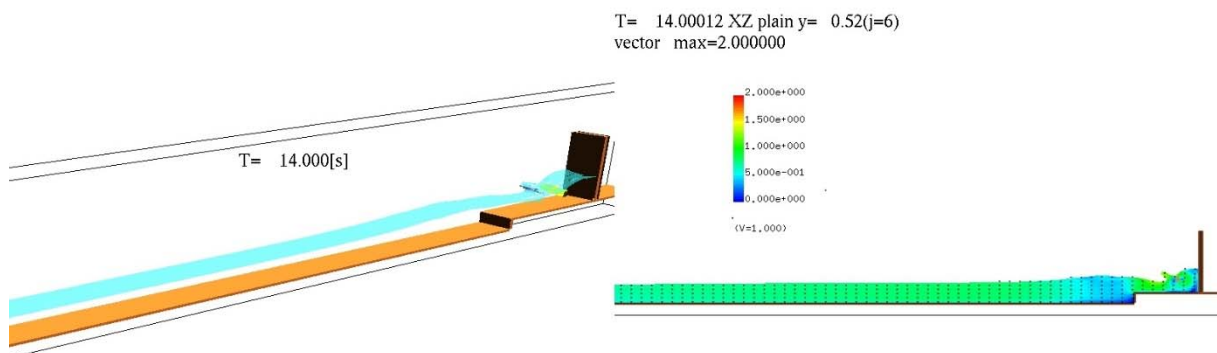 T= 14.000[s]
T= 14.00012 XZ plain y= 0.52(j=6)
vector max=2.000000
2.000e+000
1.500e+000
1.000e+000
5.000e-001
0.000e+000
(V=1.000)